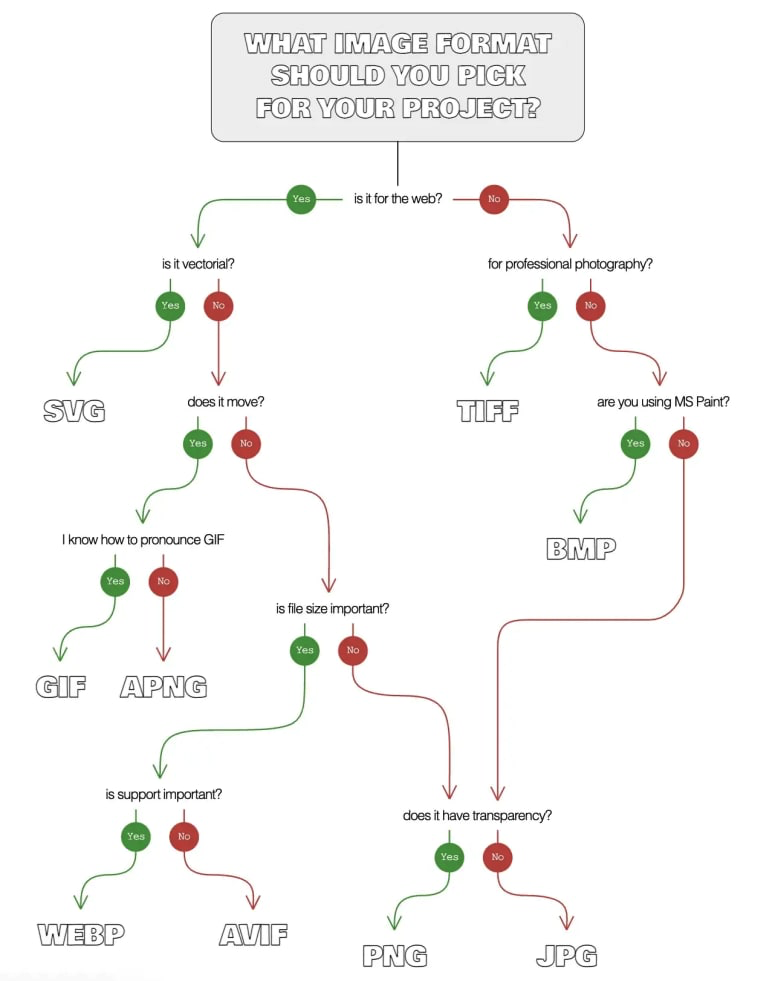 WHAT IMAGE FORMAT
SHOULD YOU PICK
FOR YOUR PROJECT?
Yes
is it for the web?
No
is it vectorial?
for professional photography?
Yes
No
Yes
No
SVG
does it move?
TIFF
are you using MS Paint?
Yes
No
Yes
No
I know how to pronounce GIF
BMP
Yes
No
is file size important?
Yes
No
GIF
APNG
is support important?
does it have transparency?
Yes
No
Yes
No
WEBP
AVIF
PNG
JPG